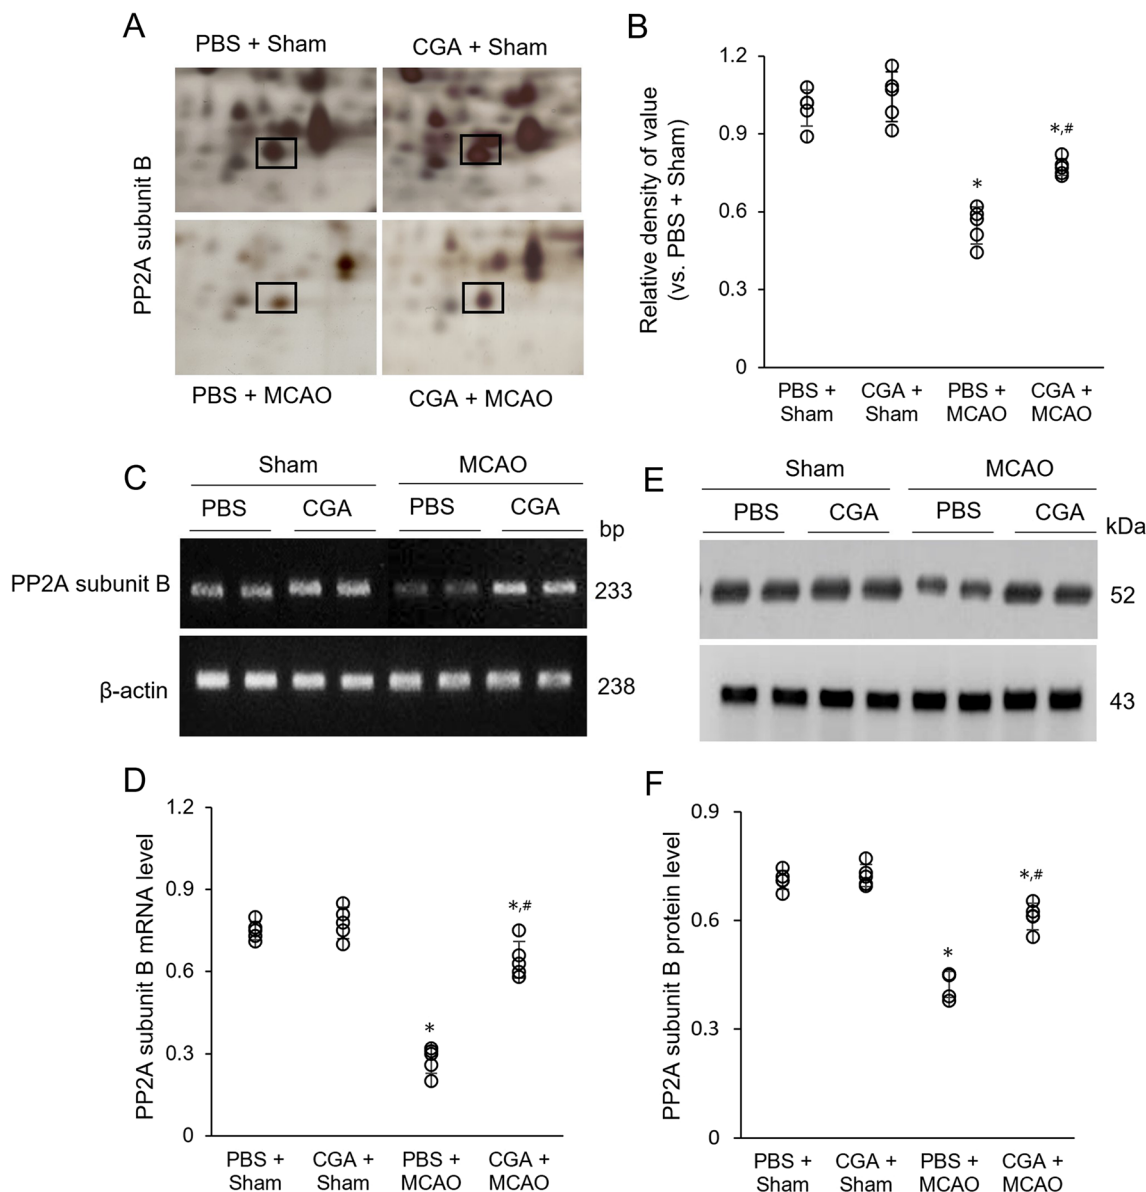 A
PBS + Sham
CGA + Sham
PP2A subunit B
PBS + MCAO
CGA + MCAO
B
Relative density of value
(vs. PBS + Sham)
1.2
0.9
0.6
0.3
0
*
*,#
PBS +
Sham
CGA +
Sham
PBS +
MCAO
CGA +
MCAO
C
Sham
MCAO
PBS
CGA
PBS
CGA
bp
PP2A subunit B
233
β-actin
238
E
Sham
MCAO
PBS
CGA
PBS
CGA
kDa
52
43
D
PP2A subunit B mRNA level
1.2
0.9
0.6
0.3
0
*
*,#
PBS +
Sham
CGA +
Sham
PBS +
MCAO
CGA +
MCAO
F
PP2A subunit B protein level
0.9
0.6
0.3
0
*
*,#
PBS +
Sham
CGA +
Sham
PBS +
MCAO
CGA +
MCAO